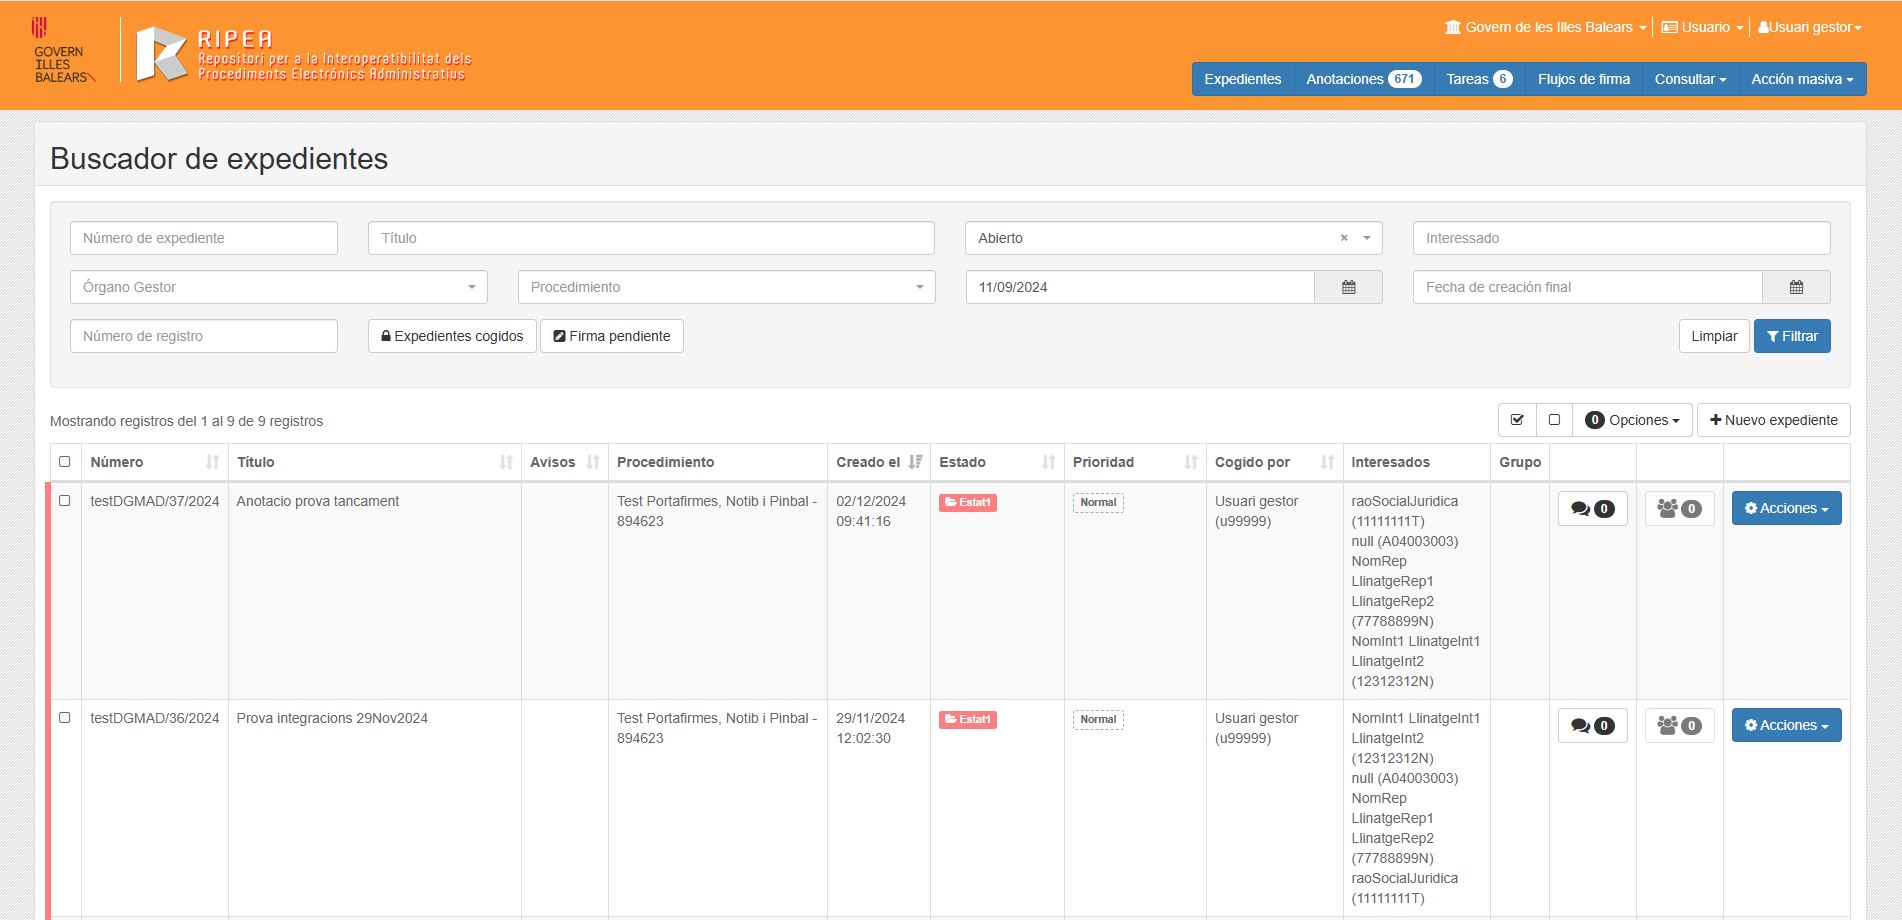 GOVERN
ILLES
BALEARS
RIPEA
Repositori per a la Interoperatibilitat dels
Procediments Electrónics Administratius
Govern de les Illes Balears
Usuario
Usuari gestor
Expedientes
Anotaciones 671
Tareas 6
Flujos de firma
Consultar
Acción masiva
Buscador de expedientes
Número de expediente
Título
Abierto ×
Interessado
Órgano Gestor
Procedimiento
11/09/2024
Fecha de creación final
Número de registro
Expedientes cogidos
Firma pendiente
Limpiar
Filtrar
Mostrando registros del 1 al 9 de 9 registros
0 Opciones
Nuevo expediente
Número
Título
Avisos
Procedimiento
Creado el
Estado
Prioridad
Cogido por
Interesados
Grupo
testDGMAD/37/2024
Anotacio prova tancament
Test Portafirmes, Notib i Pinbal -
894623
02/12/2024
09:41:16
Estat1
Normal
Usuari gestor
(u99999)
raoSocialJuridica
(11111111T)
null (A04003003)
NomRep
LlinatgeRep1
LlinatgeRep2
(77788899N)
NomInt1 LlinatgeInt1
LlinatgeInt2
(12312312N)
0
0
Acciones
testDGMAD/36/2024
Prova integracions 29Nov2024
Test Portafirmes, Notib i Pinbal -
894623
29/11/2024
12:02:30
Estat1
Normal
Usuari gestor
(u99999)
NomInt1 LlinatgeInt1
LlinatgeInt2
(12312312N)
null (A04003003)
NomRep
LlinatgeRep1
LlinatgeRep2
(77788899N)
raoSocialJuridica
(11111111T)
0
0
Acciones